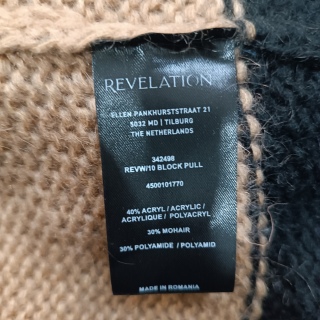 REVELATION
ELLEN PANKHURSTSTRAAT 21
5032 MD | TILBURG
THE NETHERLANDS
342498
REVW/10 BLOCK PULL
4500101770
40% ACRYL / ACRYLIC /
ACRYLIQUE / POLYACRYL
30% MOHAIR
30% POLYAMIDE / POLYAMID
MADE IN ROMANIA